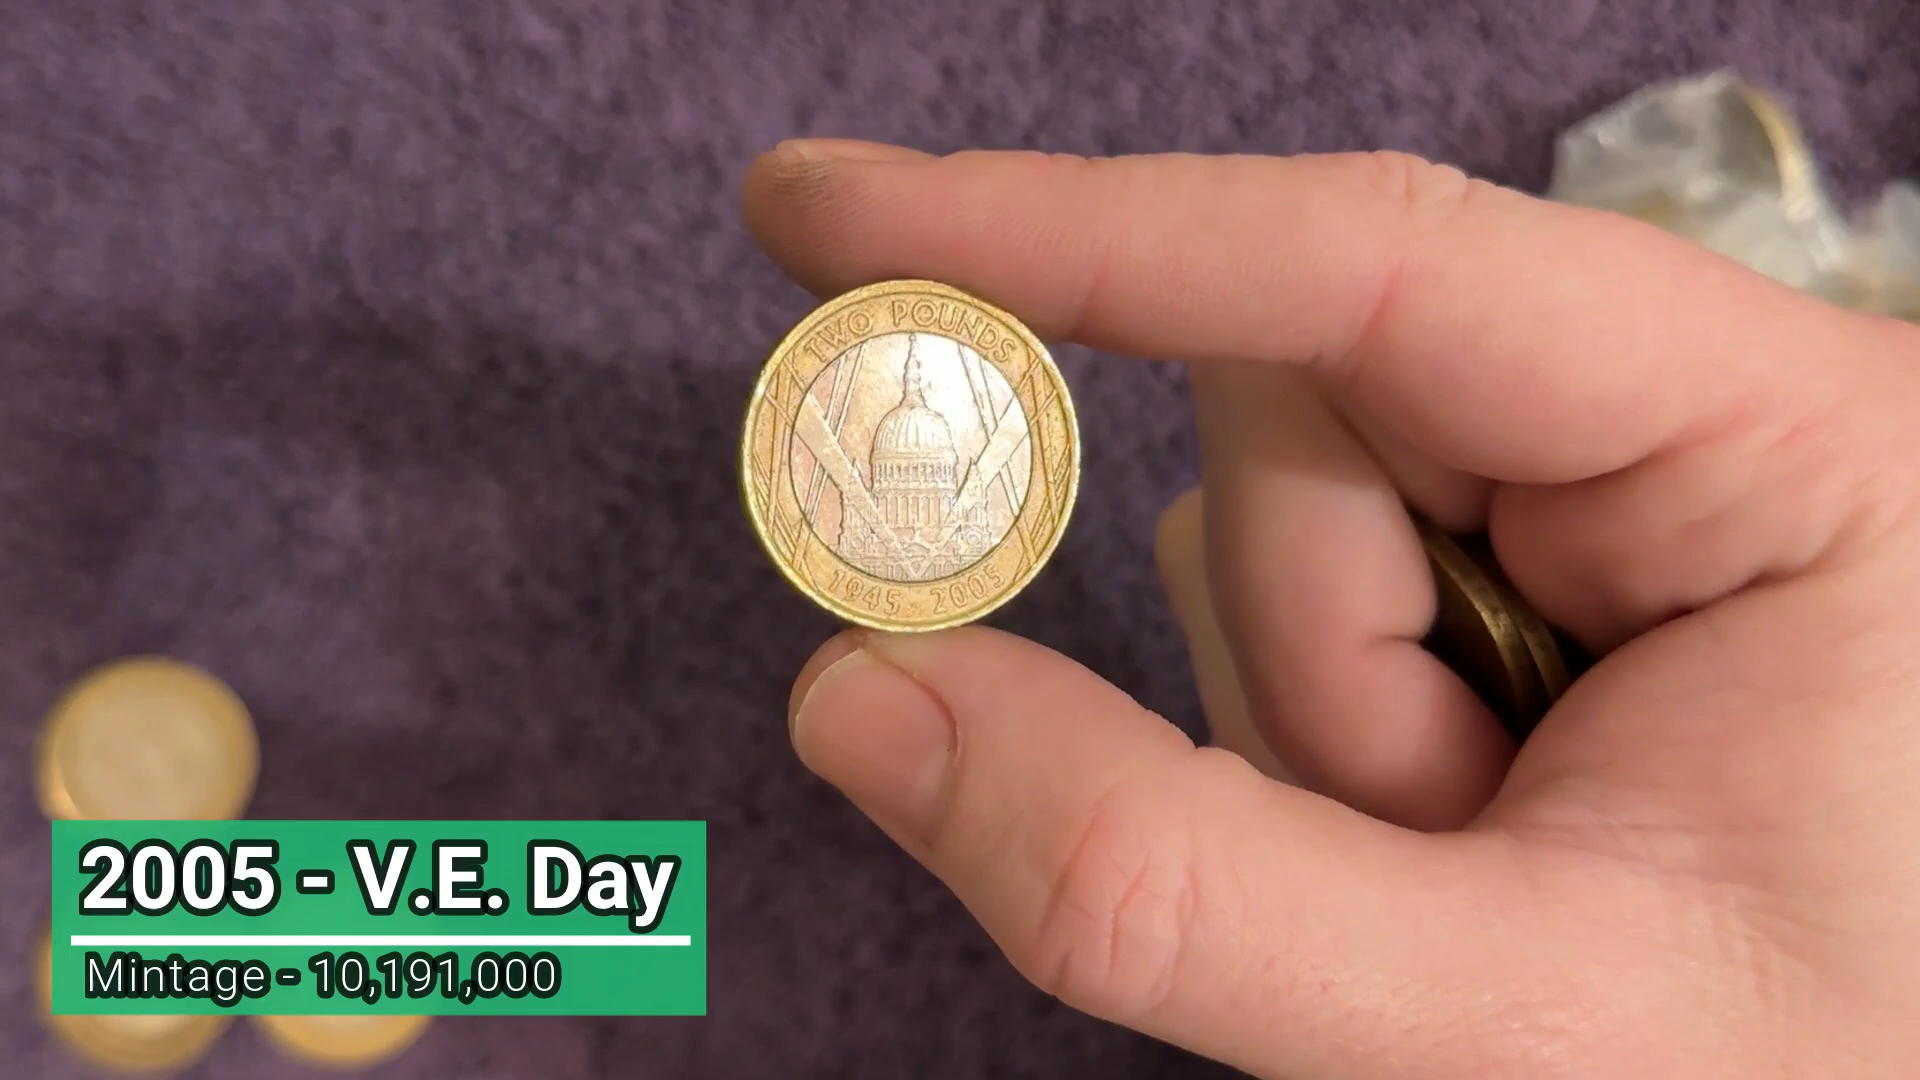 TWO POUNDS
1945 - 2005
2005 - V.E. Day
Mintage - 10,191,000